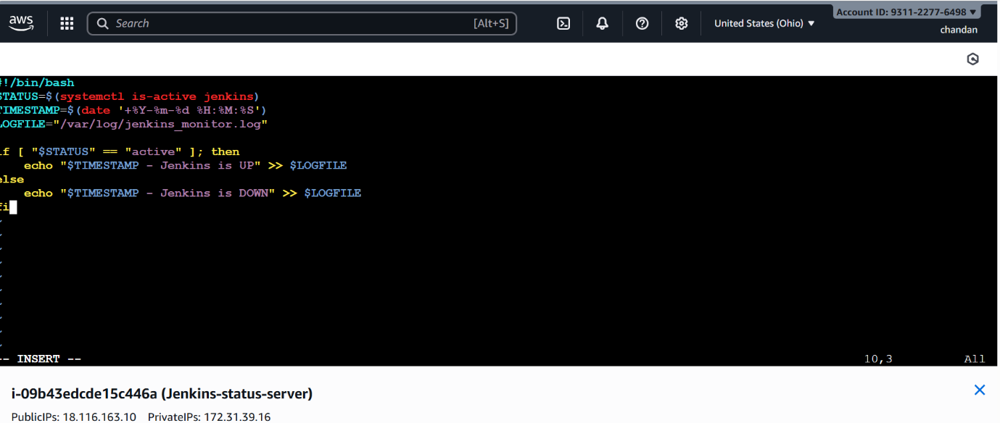 aws
Search [Alt+S] United States (Ohio) ▼ Account ID: 9311-2277-6498 ▼
chandan
#!/bin/bash
STATUS=$(systemctl is-active jenkins)
TIMESTAMP=$(date '+%Y-%m-%d %H:%M:%S')
LOGFILE="/var/log/jenkins_monitor.log"
if [ "$STATUS" == "active" ]; then
    echo "$TIMESTAMP - Jenkins is UP" >> $LOGFILE
else
    echo "$TIMESTAMP - Jenkins is DOWN" >> $LOGFILE
fi
~
~
~
~
~
~
~
~
~
~
-- INSERT -- 10,3 All
i-09b43edcde15c446a (Jenkins-status-server)
PublicIPs: 18.116.163.10 PrivateIPs: 172.31.39.16